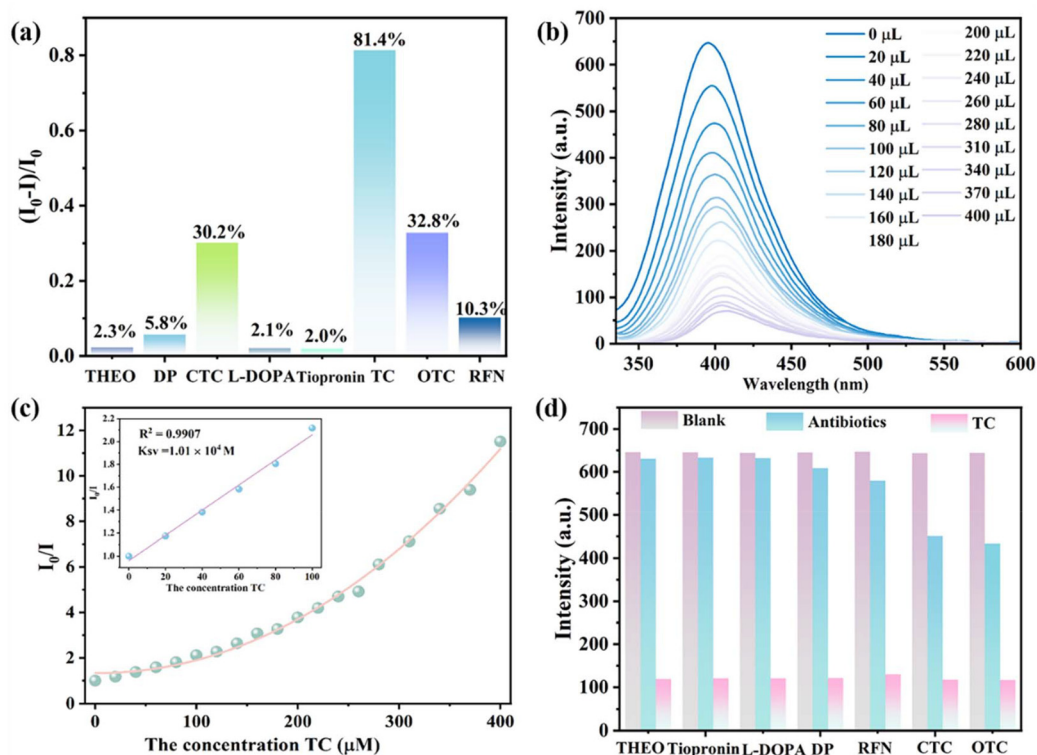 (a)
(I₀-I)/I₀
0.8
0.6
0.4
0.2
0.0
2.3%
5.8%
30.2%
2.1%
2.0%
81.4%
32.8%
10.3%
THEO DP CTC L-DOPA Tiopronin TC OTC RFN
(b)
Intensity (a.u.)
700
600
500
400
300
200
100
0
350 400 450 500 550 600
Wavelength (nm)
0 μL
20 μL
40 μL
60 μL
80 μL
100 μL
120 μL
140 μL
160 μL
180 μL
200 μL
220 μL
240 μL
260 μL
280 μL
310 μL
340 μL
370 μL
400 μL
(c)
I₀/I
12
10
8
6
4
2
0
0 100 200 300 400
The concentration TC (μM)
R² = 0.9907
Ksv =1.01 × 10⁴ M
I₀/I
2.2
2.0
1.8
1.6
1.4
1.2
1.0
0 20 40 60 80 100
The concentration TC
(d)
Blank Antibiotics TC
Intensity (a.u.)
700
600
500
400
300
200
100
0
THEO Tiopronin L-DOPA DP RFN CTC OTC